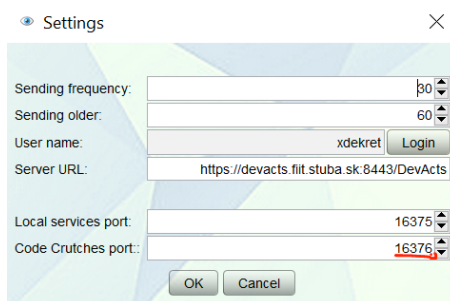 Settings
Sending frequency: 30
Sending older: 60
User name: xdekret Login
Server URL: https://devacts.fiit.stuba.sk:8443/DevActs
Local services port: 16375
Code Crutches port:: 16376
OK Cancel